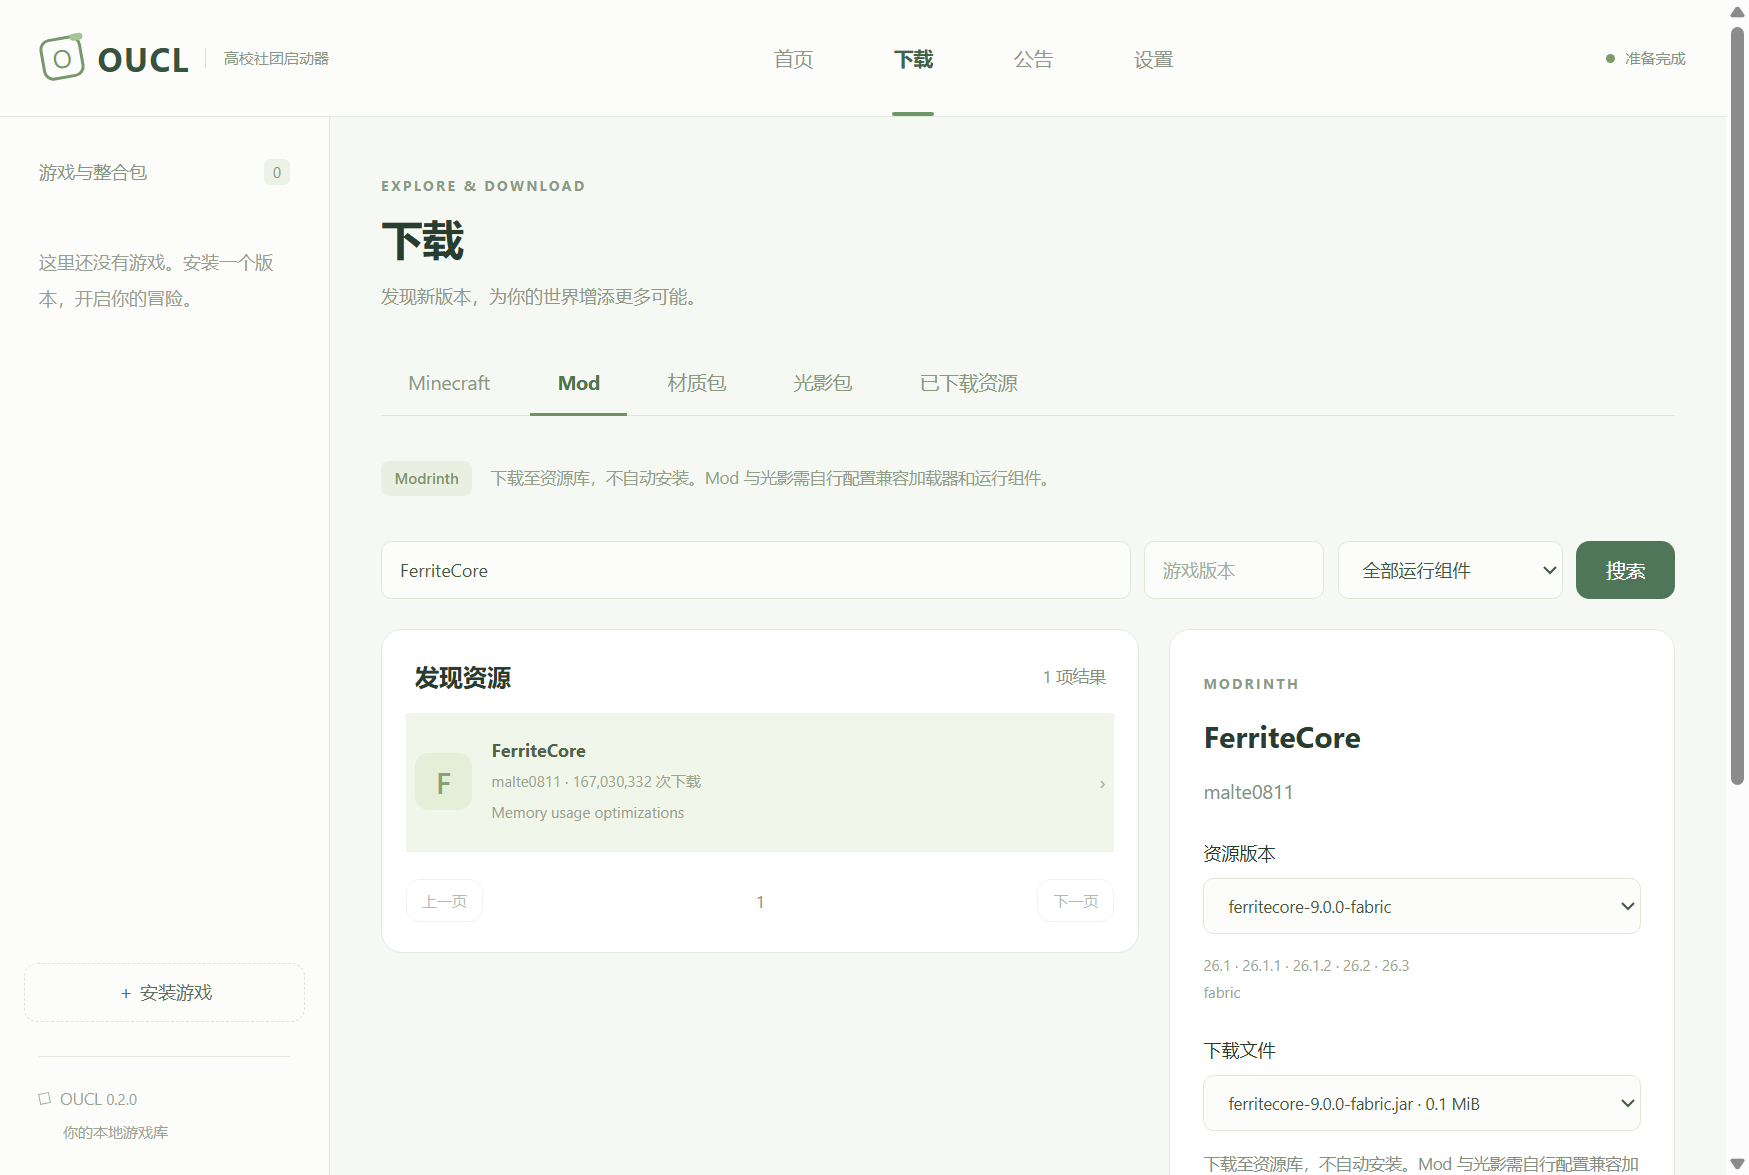 OUCL
高校社团启动器
首页
下载
公告
设置
准备完成
游戏与整合包
0
这里还没有游戏。安装一个版
本，开启你的冒险。
+ 安装游戏
OUCL 0.2.0
你的本地游戏库
EXPLORE & DOWNLOAD
下载
发现新版本，为你的世界增添更多可能。
Minecraft
Mod
材质包
光影包
已下载资源
Modrinth
下载至资源库，不自动安装。Mod 与光影需自行配置兼容加载器和运行组件。
FerriteCore
游戏版本
全部运行组件
搜索
发现资源
1 项结果
F
FerriteCore
malte0811 · 167,030,332 次下载
Memory usage optimizations
›
上一页
1
下一页
MODRINTH
FerriteCore
malte0811
资源版本
ferritecore-9.0.0-fabric
26.1 · 26.1.1 · 26.1.2 · 26.2 · 26.3
fabric
下载文件
ferritecore-9.0.0-fabric.jar · 0.1 MiB
下载至资源库，不自动安装。Mod 与光影需自行配置兼容加